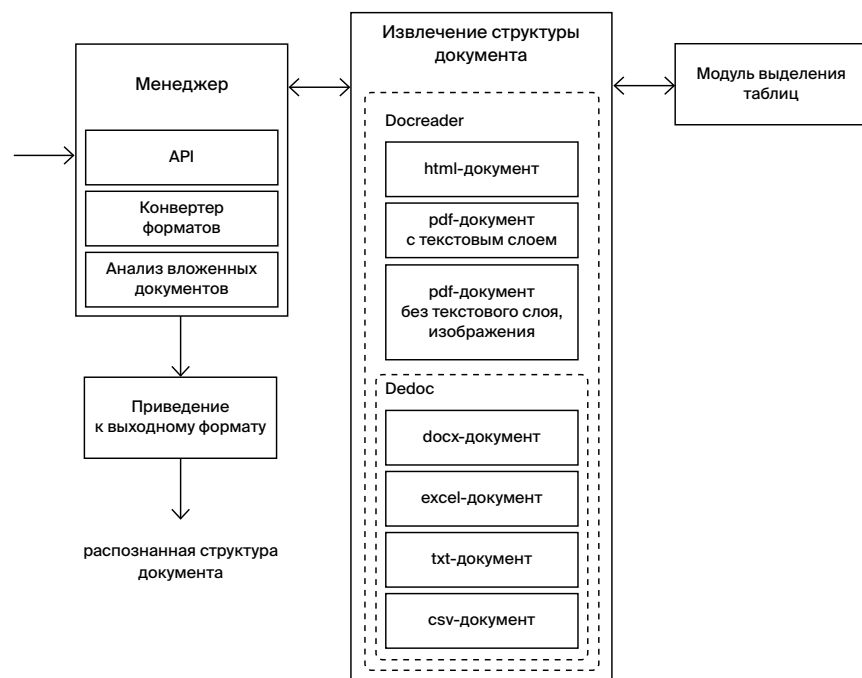 Менеджер
API
Конвертер
форматов
Анализ вложенных
документов
Приведение
к выходному формату
распознанная структура
документа
Извлечение структуры
документа
Docreader
html-документ
pdf-документ
с текстовым слоем
pdf-документ
без текстового слоя,
изображения
Dedoc
docx-документ
excel-документ
txt-документ
csv-документ
Модуль выделения
таблиц